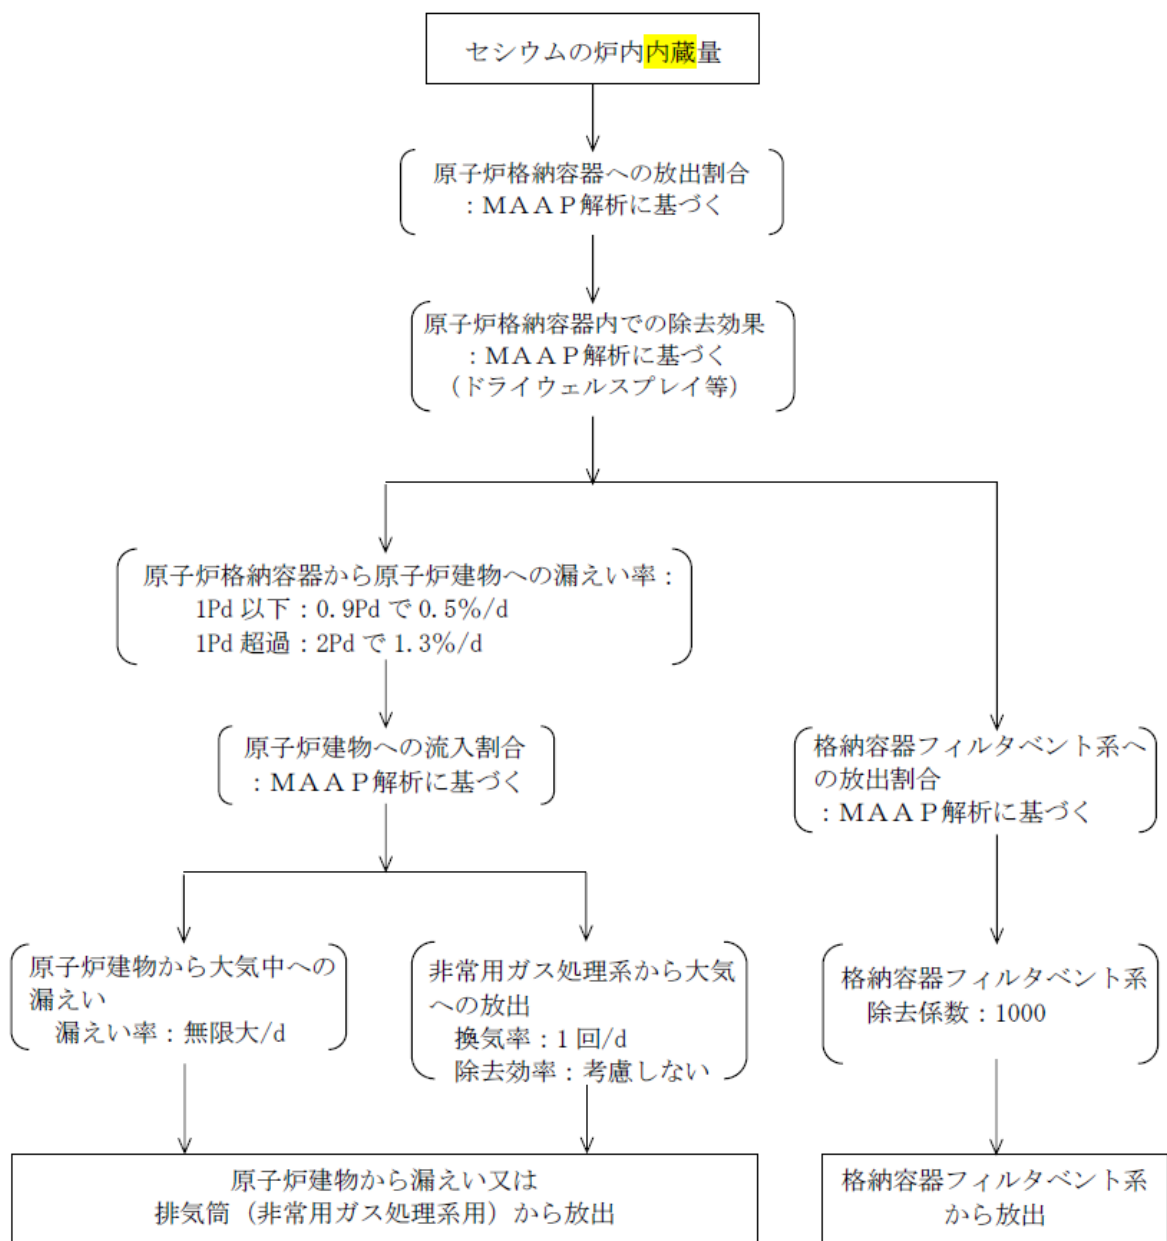 セシウムの炉内内蔵量
原子炉格納容器への放出割合
：ＭＡＡＰ解析に基づく
原子炉格納容器内での除去効果
：ＭＡＡＰ解析に基づく
（ドライウェルスプレイ等）
原子炉格納容器から原子炉建物への漏えい率：
1Pd 以下：0.9Pd で 0.5%/d
1Pd 超過：2Pd で 1.3%/d
原子炉建物への流入割合
：ＭＡＡＰ解析に基づく
格納容器フィルタベント系へ
の放出割合
：ＭＡＡＰ解析に基づく
原子炉建物から大気中への
漏えい
漏えい率：無限大/d
非常用ガス処理系から大気
への放出
換気率：1 回/d
除去効率：考慮しない
格納容器フィルタベント系
除去係数：1000
原子炉建物から漏えい又は
排気筒（非常用ガス処理系用）から放出
格納容器フィルタベント系
から放出